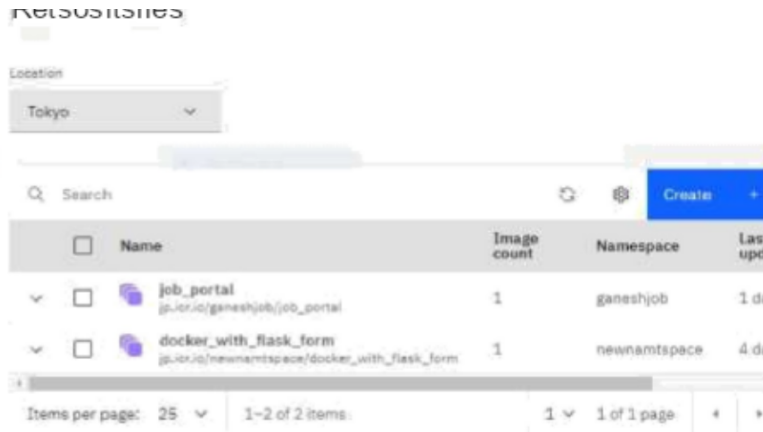 Location
Tokyo
Search
Create +
Name Image count Namespace
job_portal
jp.icr.io/ganeshjob/job_portal
1 ganeshjob 1
docker_with_flask_form
jp.icr.io/newnamtspace/docker_with_flask_form
1 newnamtspace 4
Items per page: 25 1–2 of 2 items 1 1 of 1 page